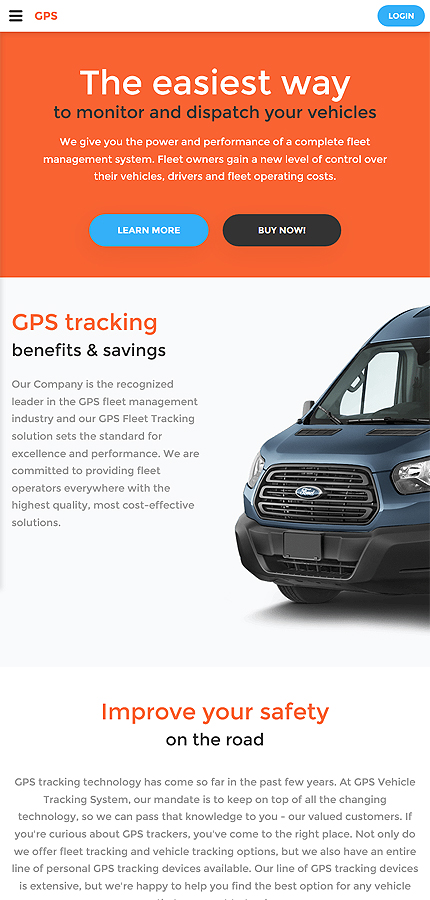 GPS
LOGIN
The easiest way
to monitor and dispatch your vehicles
We give you the power and performance of a complete fleet
management system. Fleet owners gain a new level of control over
their vehicles, drivers and fleet operating costs.
LEARN MORE
BUY NOW!
GPS tracking
benefits & savings
Our Company is the recognized
leader in the GPS fleet management
industry and our GPS Fleet Tracking
solution sets the standard for
excellence and performance. We are
committed to providing fleet
operators everywhere with the
highest quality, most cost-effective
solutions.
Ford
Improve your safety
on the road
GPS tracking technology has come so far in the past few years. At GPS Vehicle
Tracking System, our mandate is to keep on top of all the changing
technology, so we can pass that knowledge to you - our valued customers. If
you're curious about GPS trackers, you've come to the right place. Not only do
we offer fleet tracking and vehicle tracking options, but we also have an entire
line of personal GPS tracking devices available. Our line of GPS tracking devices
is extensive, but we're happy to help you find the best option for any vehicle